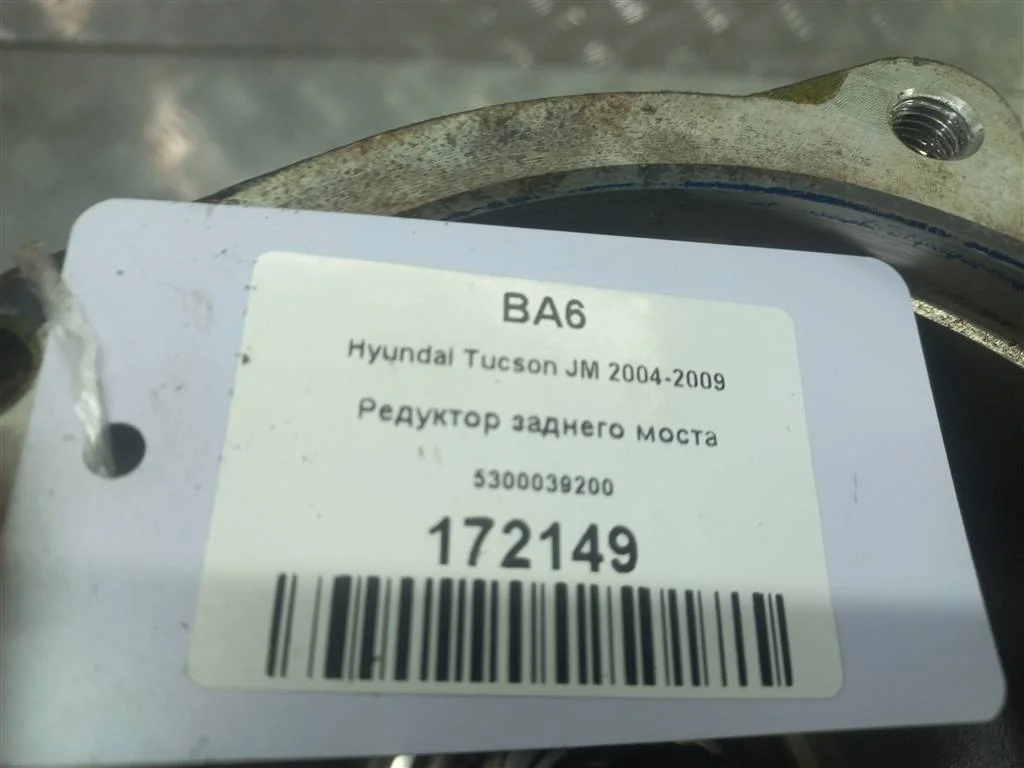 BA6
Hyundai Tucson JM 2004-2009
Редуктор заднего моста
5300039200
172149